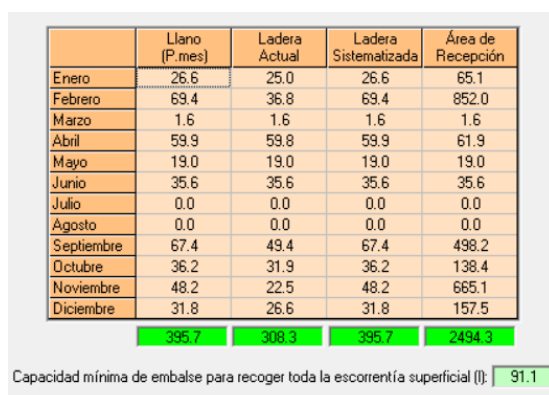 Llano (P.mes) Ladera Actual Ladera Sistematizada Área de Recepción
Enero 26.6 25.0 26.6 65.1
Febrero 69.4 36.8 69.4 852.0
Marzo 1.6 1.6 1.6 1.6
Abril 59.9 59.8 59.9 61.9
Mayo 19.0 19.0 19.0 19.0
Junio 35.6 35.6 35.6 35.6
Julio 0.0 0.0 0.0 0.0
Agosto 0.0 0.0 0.0 0.0
Septiembre 67.4 49.4 67.4 498.2
Octubre 36.2 31.9 36.2 138.4
Noviembre 48.2 22.5 48.2 665.1
Diciembre 31.8 26.6 31.8 157.5
395.7 308.3 395.7 2494.3
Capacidad mínima de embalse para recoger toda la escorrentía superficial (l): 91.1